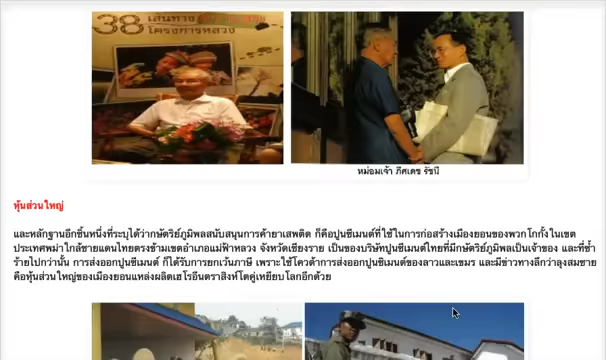 38 เส้นทาง
โครงการหลวง
หม่อมเจ้า ภีศเดช รัชนี
หุ้นส่วนใหญ่
และหลักฐานอีกชิ้นหนึ่งที่ระบุได้ว่ากษัตริย์ภูมิพลสนับสนุนการค้ายาเสพติด ก็คือปูนซีเมนต์ที่ใช้ในการก่อสร้างเมืองยอนของพวกโกกั้งในเขต
ประเทศพม่าใกล้ชายแดนไทยตรงข้ามเขตอำเภอแม่ฟ้าหลวง จังหวัดเชียงราย เป็นของบริษัทปูนซีเมนต์ไทยที่มีกษัตริย์ภูมิพลเป็นเจ้าของ และที่ซ้ำ
ร้ายไปกว่านั้น การส่งออกปูนซีเมนต์ ก็ได้รับการยกเว้นภาษี เพราะใช้โควต้าการส่งออกปูนซีเมนต์ของลาวและเขมร และมีข่าวทางลึกว่าลุงสมชาย
คือหุ้นส่วนใหญ่ของเมืองยอนแหล่งผลิตเฮโรอีนตราสิงห์โตคู่เหยียบโลกอีกด้วย